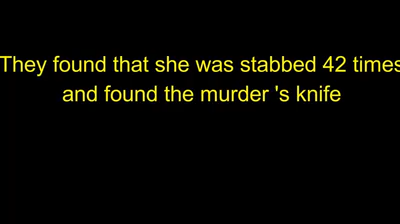 They found that she was stabbed 42 times
and found the murder 's knife